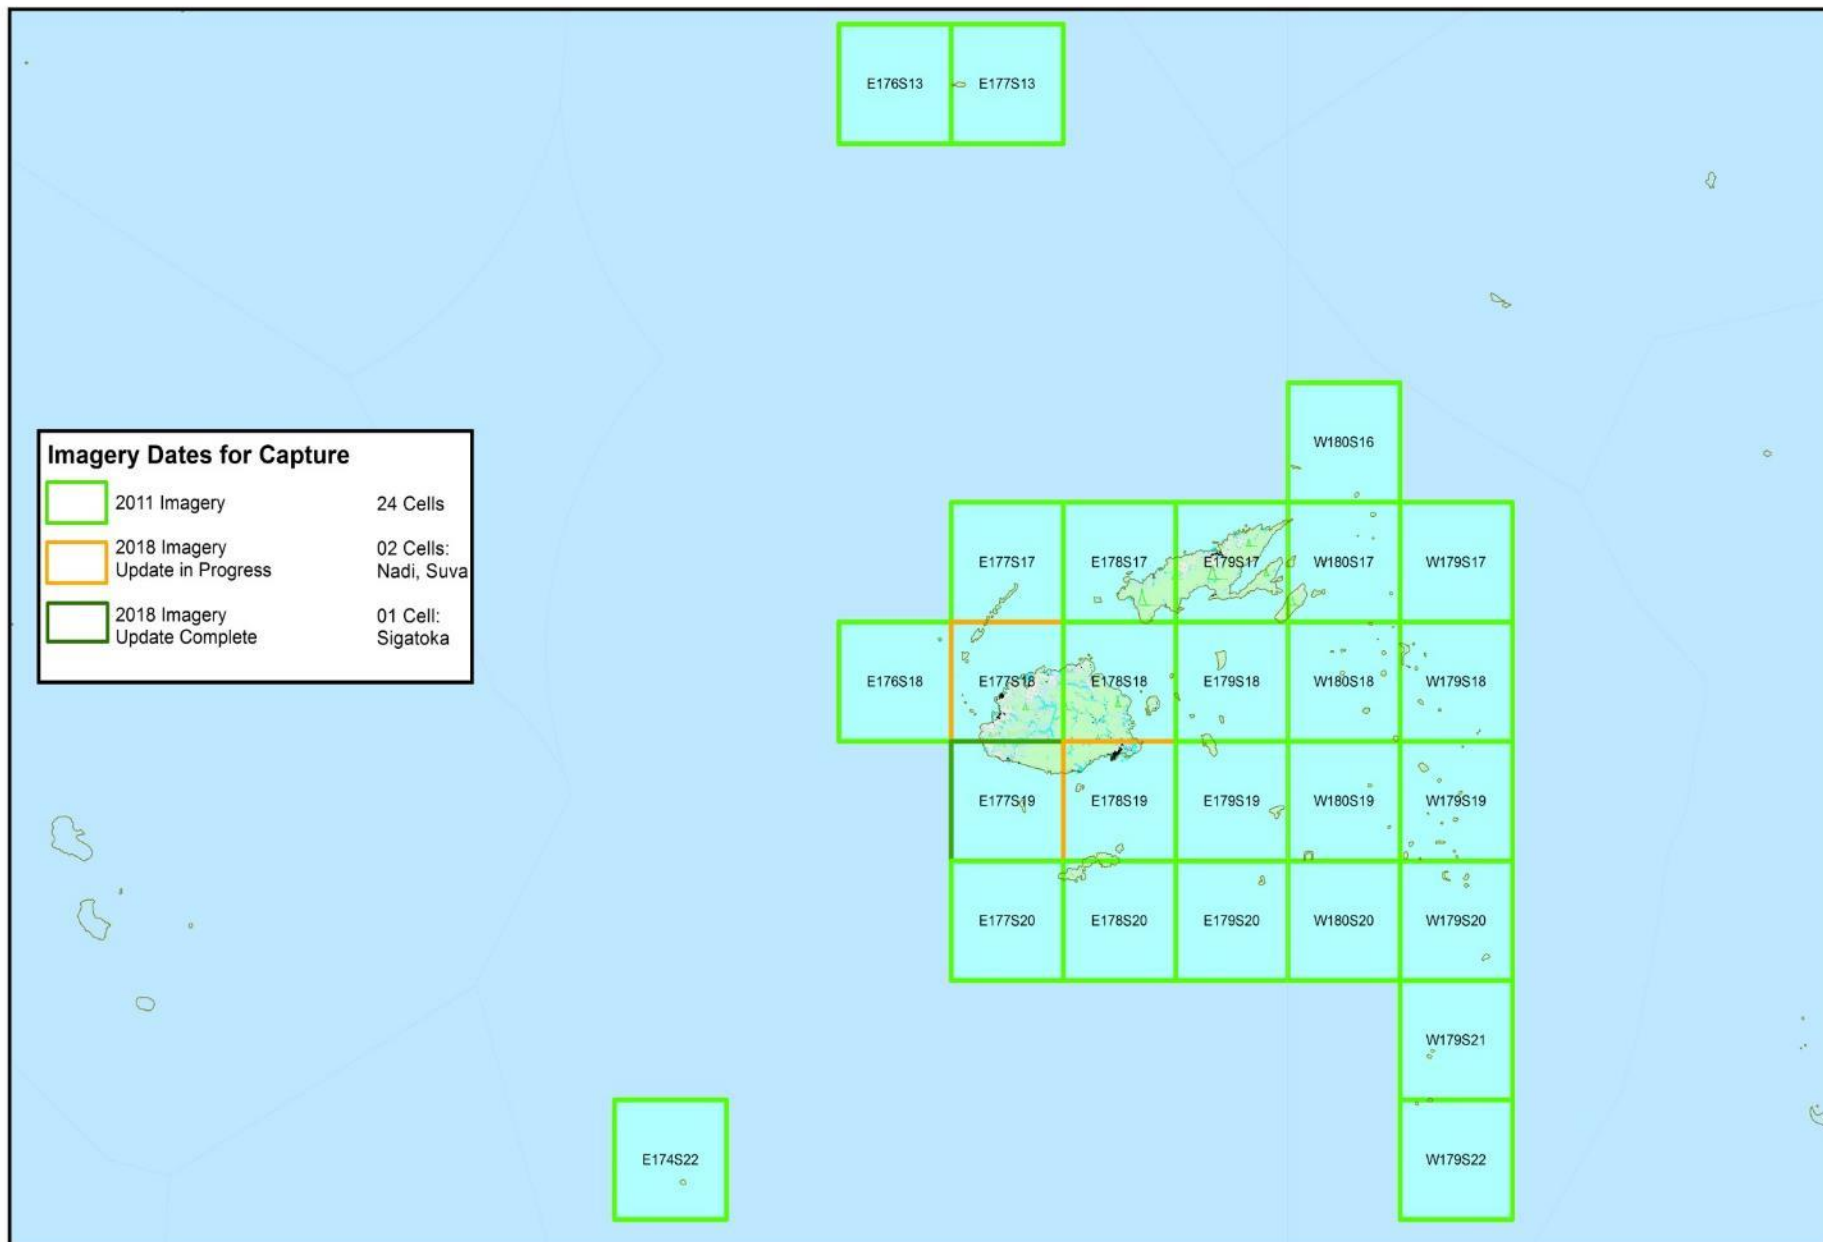 E176S13 E177S13
W180S16
Imagery Dates for Capture
2011 Imagery 24 Cells
2018 Imagery 02 Cells:
Update in Progress Nadi, Suva
2018 Imagery 01 Cell:
Update Complete Sigatoka
E177S17 E178S17 E179S17 W180S17 W179S17
E176S18 E177S18 E178S18 E179S18 W180S18 W179S18
E177S19 E178S19 E179S19 W180S19 W179S19
E177S20 E178S20 E179S20 W180S20 W179S20
W179S21
E174S22 W179S22